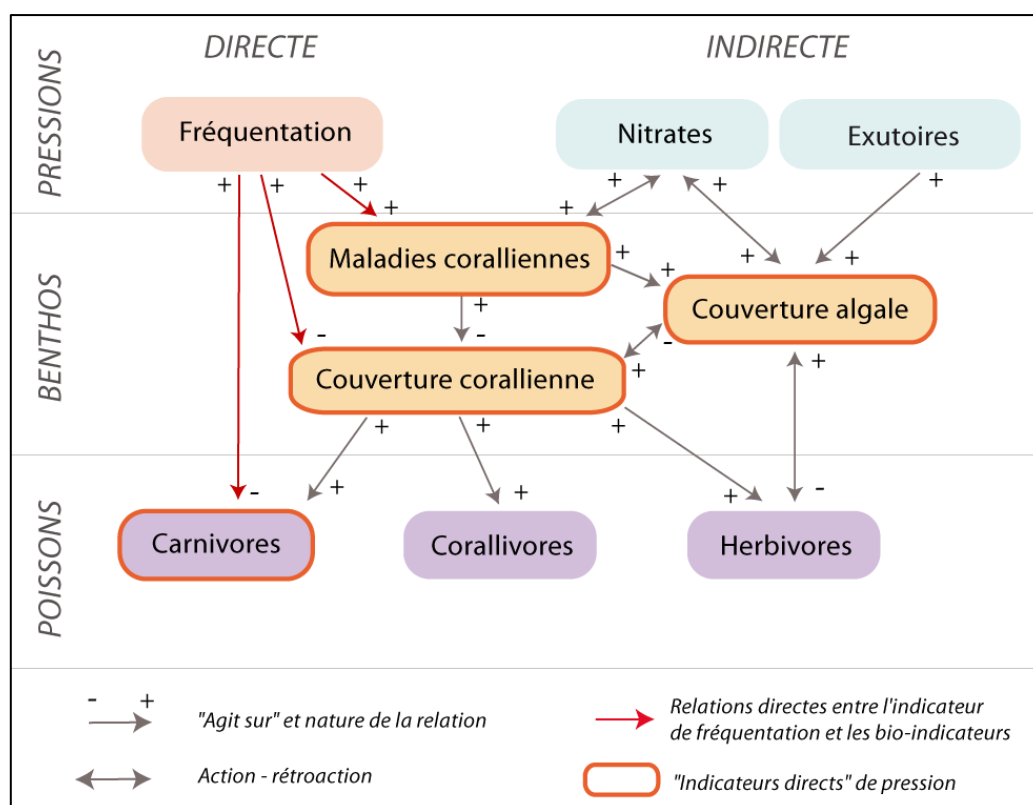 DIRECTE
INDIRECTE
PRESSIONS
Fréquentation
Nitrates
Exutoires
+ + +
+
+ +
+
+
+
BENTHOS
Maladies coralliennes
+
+
+
+
Couverture algale
+
-
-
-
+
+
Couverture corallienne
+
+
+
POISSONS
-
+
+
+
-
Carnivores
Corallivores
Herbivores
- +
"Agit sur" et nature de la relation
Action - rétroaction
Relations directes entre l'indicateur
de fréquentation et les bio-indicateurs
"Indicateurs directs" de pression